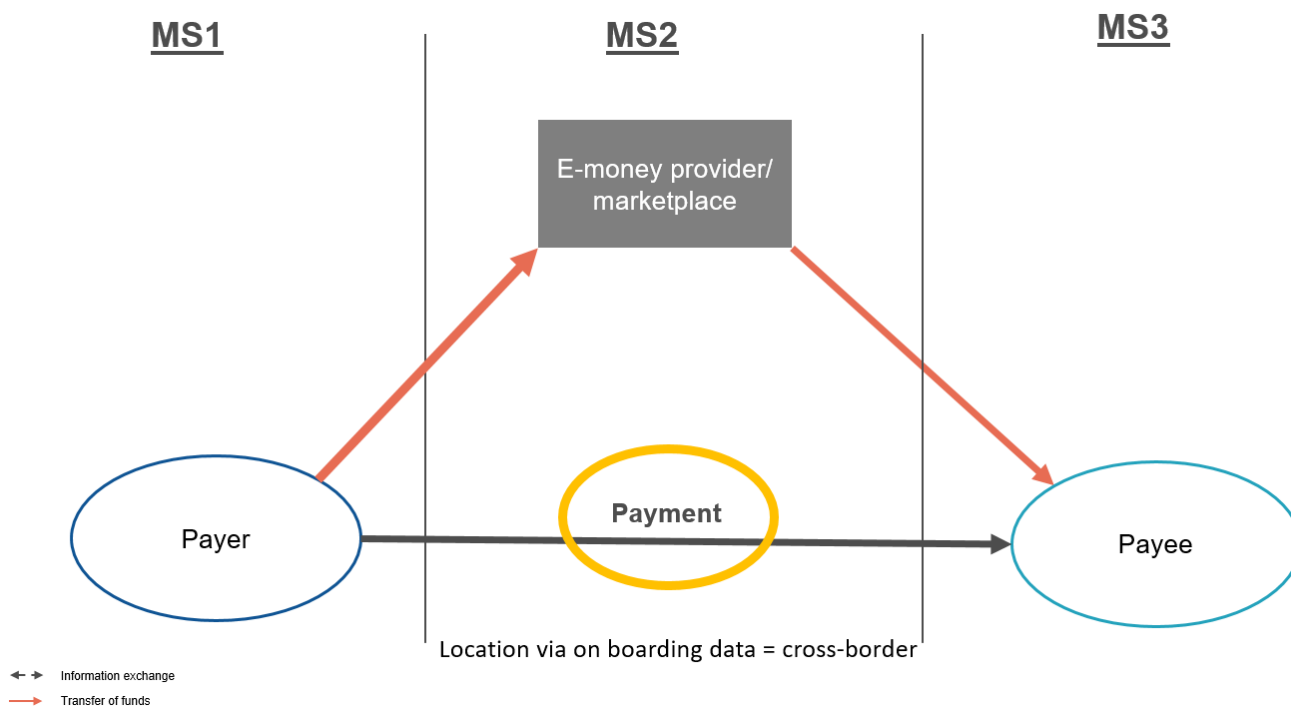 MS1
MS2
MS3
E-money provider/
marketplace
Payment
Payer
Payee
Location via on boarding data = cross-border
Information exchange
Transfer of funds